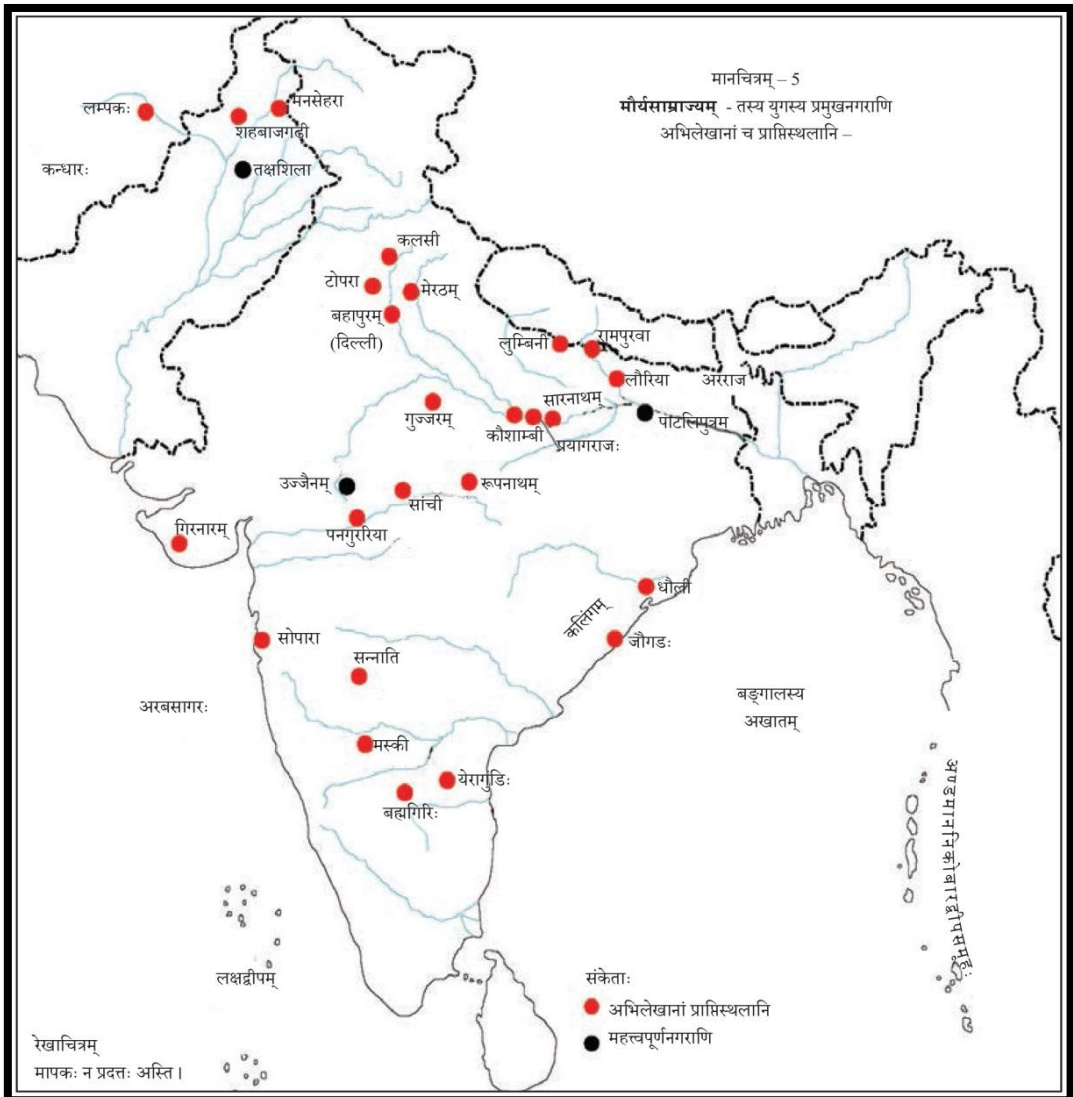 मानचित्रम् – 5
मौर्यसाम्राज्यम् - तस्य युगस्य प्रमुखनगराणि
अभिलेखानां च प्राप्तिस्थलानि –
लम्पकः
मनसेहरा
शहबाजगढ़ी
कन्धारः
तक्षशिला
कलसी
टोपरा
मेरठम्
बहापुरम्
(दिल्ली)
लुम्बिनी
रामपुरवा
लौरिया
अरराज
गुज्जरम्
सारनाथम्
कौशाम्बी
प्रयागराजः
पाटलिपुत्रम
उज्जैनम्
सांची
रूपनाथम्
पनगुररिया
गिरनारम्
धौली
कलिंगम्
जौगडः
सोपारा
सन्नाति
अरबसागरः
बङ्गालस्य
अखातम्
मस्की
येरागुडिः
बह्मगिरिः
अण्डमाननिकोबारद्वीपसमूहः
लक्षद्वीपम्
संकेताः
अभिलेखानां प्राप्तिस्थलानि
महत्त्वपूर्णनगराणि
रेखाचित्रम्
मापकः न प्रदत्तः अस्ति।